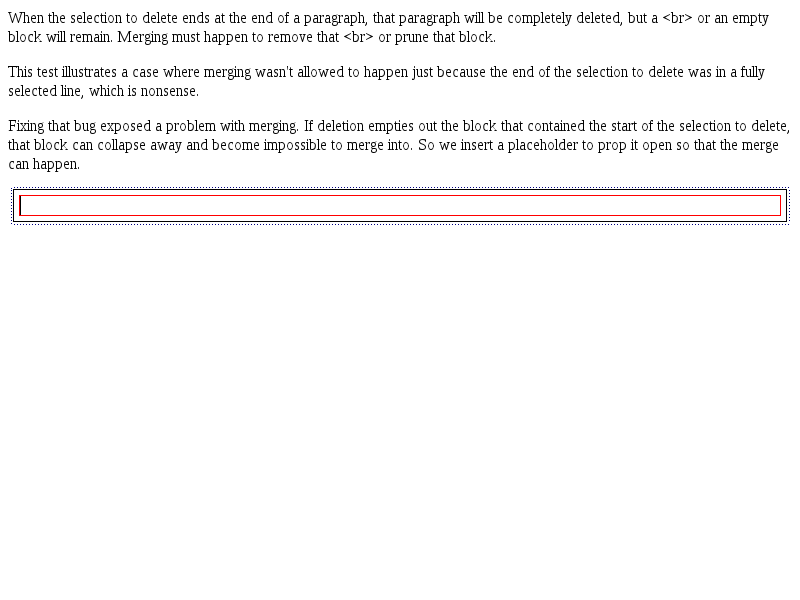 When the selection to delete ends at the end of a paragraph, that paragraph will be completely deleted, but a <br> or an empty
block will remain. Merging must happen to remove that <br> or prune that block.
This test illustrates a case where merging wasn't allowed to happen just because the end of the selection to delete was in a fully
selected line, which is nonsense.
Fixing that bug exposed a problem with merging. If deletion empties out the block that contained the start of the selection to delete,
that block can collapse away and become impossible to merge into. So we insert a placeholder to prop it open so that the merge
can happen.